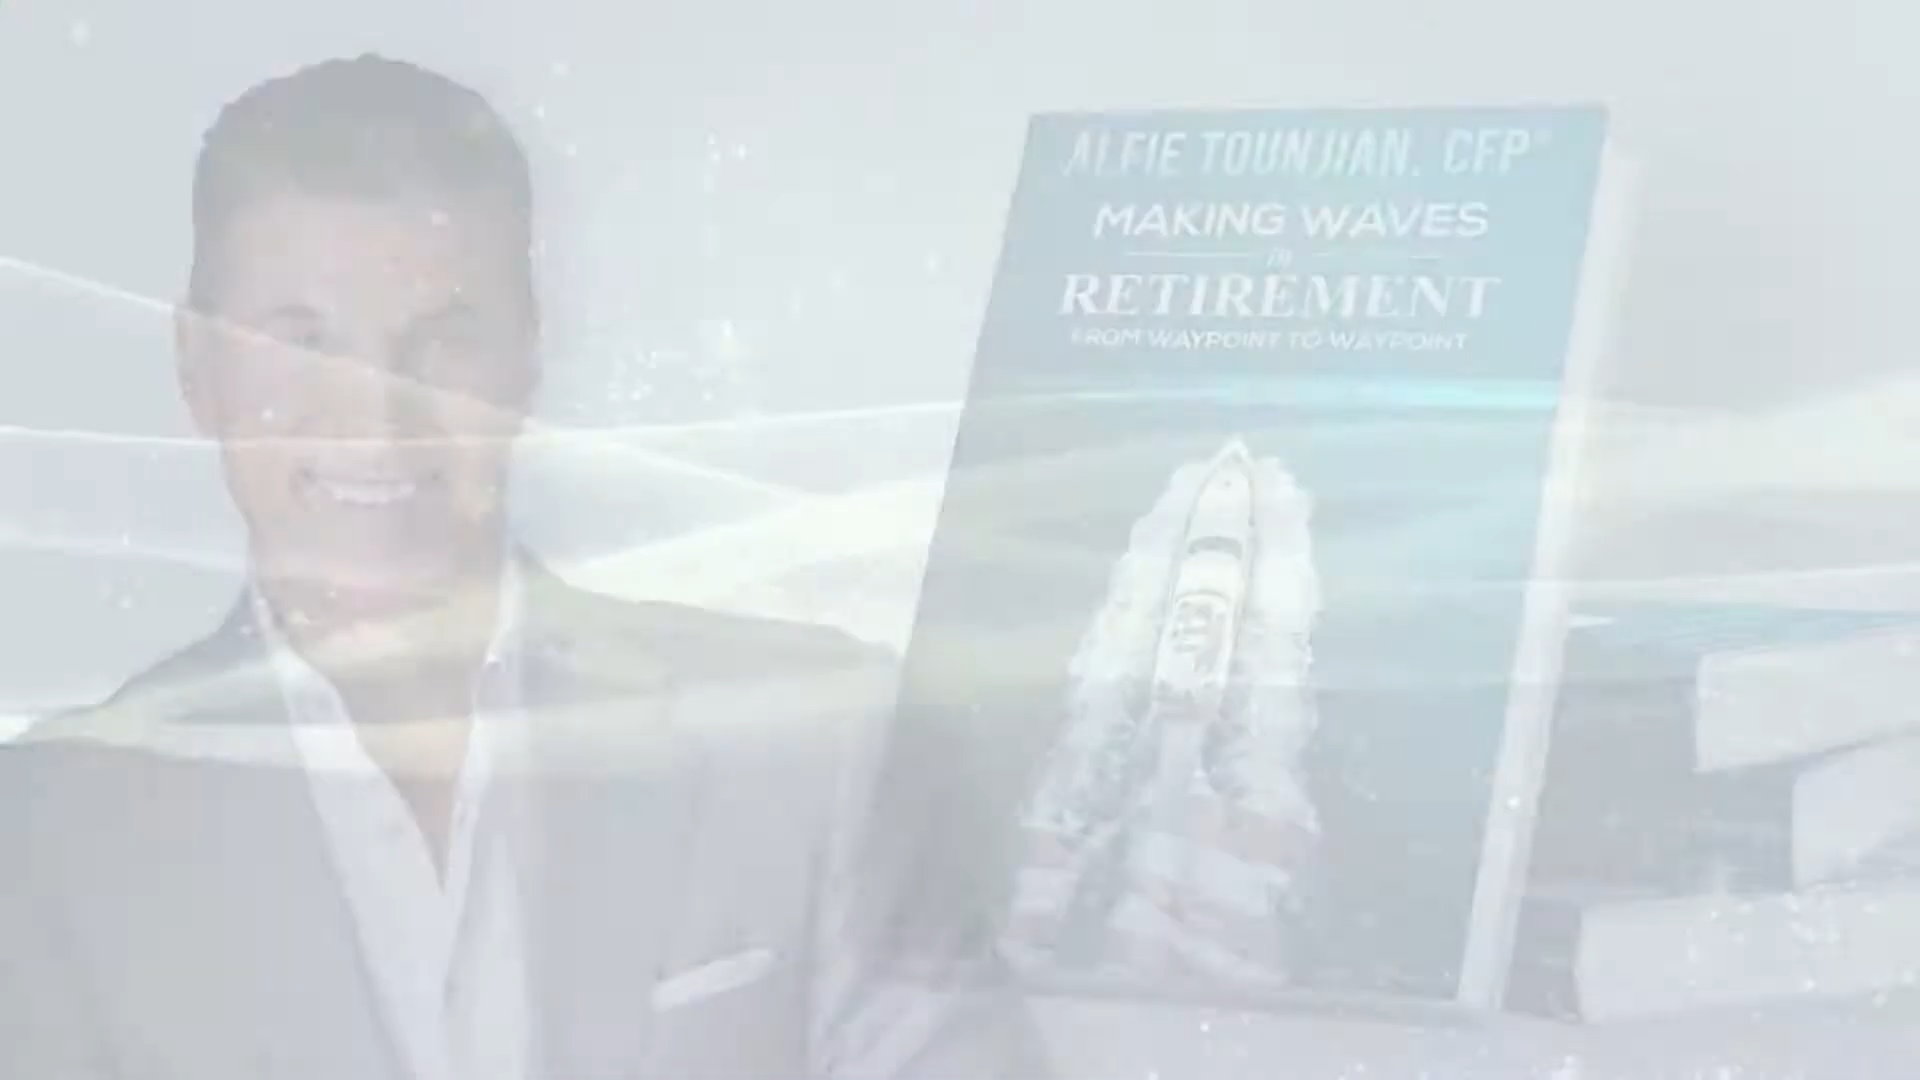 ALFIE TOUNJIAN, CFP®
MAKING WAVES
in
RETIREMENT
FROM WAYPOINT TO WAYPOINT